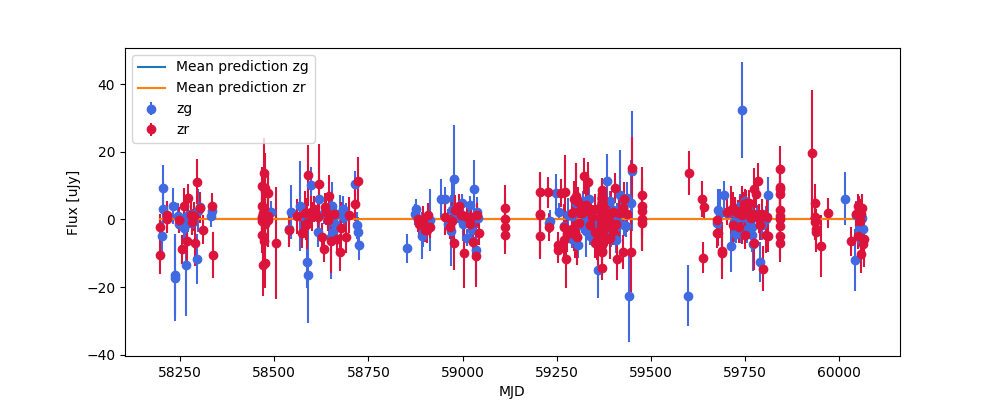 Mean prediction zg
Mean prediction zr
zg
zr
Flux [uJy]
40
20
0
−20
−40
58250
58500
58750
59000
59250
59500
59750
60000
MJD